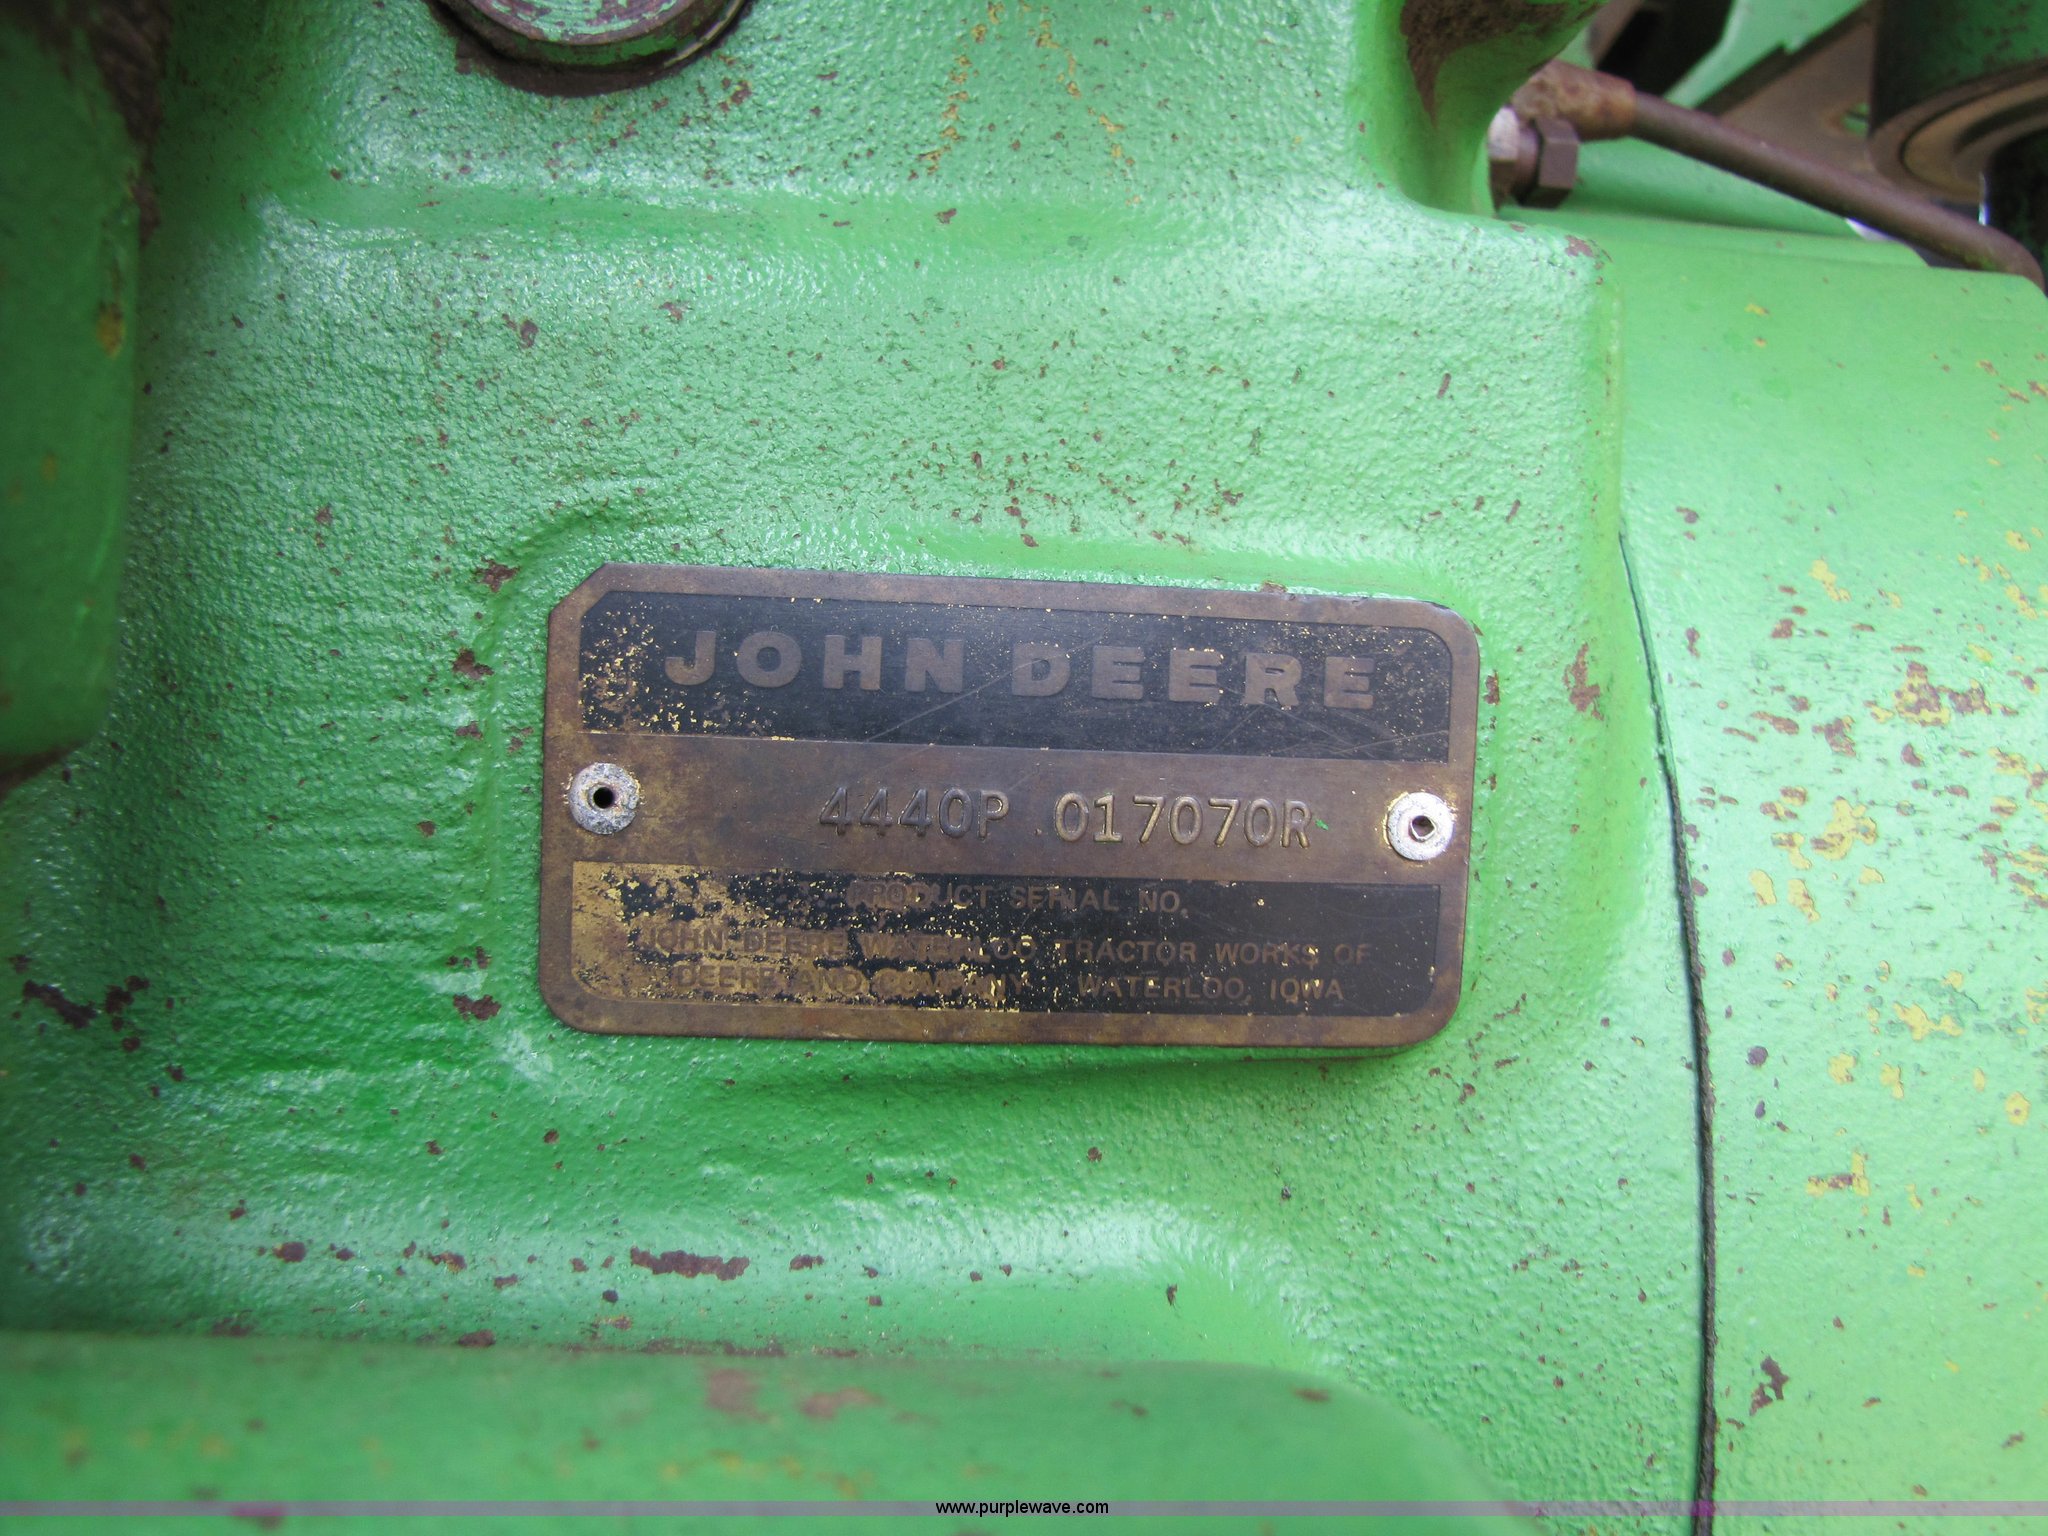 JOHN DEERE
4440P 017070R
PRODUCT SERIAL NO.
JOHN DEERE WATERLOO TRACTOR WORKS OF
DEERE AND COMPANY WATERLOO, IOWA
www.purplewave.com